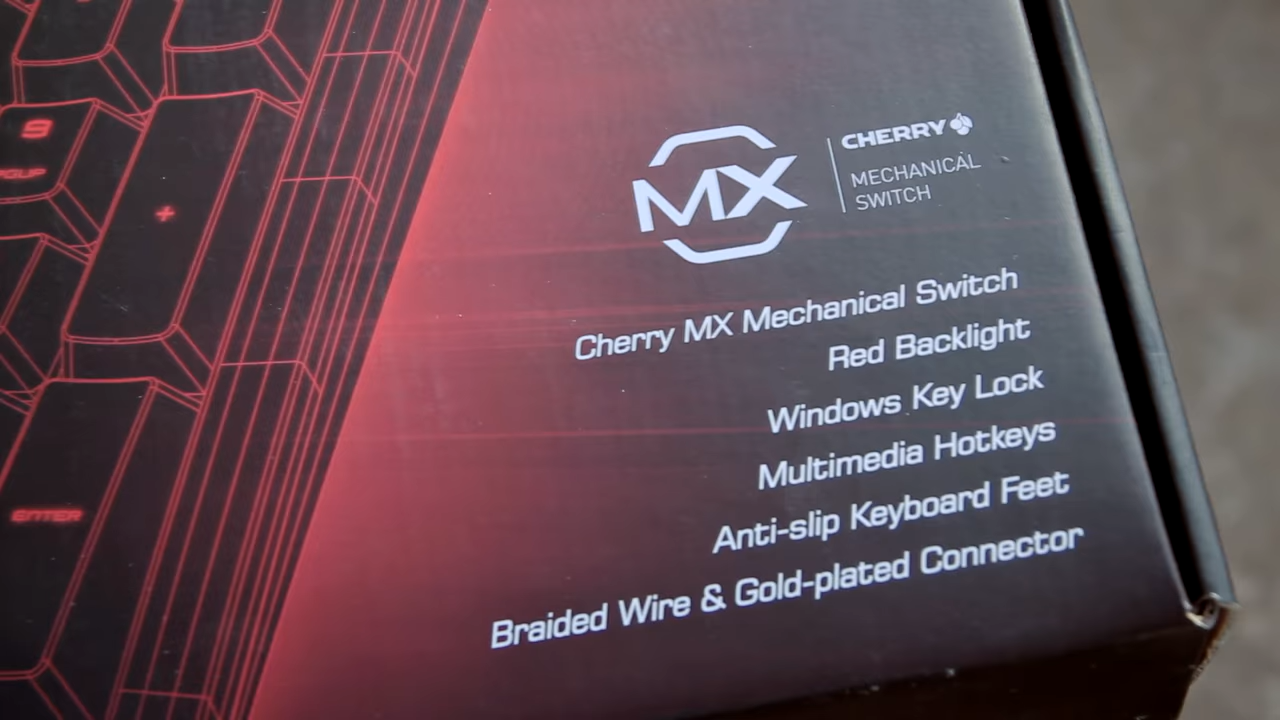 9
PGUP
+
ENTER
MX
CHERRY
MECHANICAL
SWITCH
Cherry MX Mechanical Switch
Red Backlight
Windows Key Lock
Multimedia Hotkeys
Anti-slip Keyboard Feet
Braided Wire & Gold-plated Connector